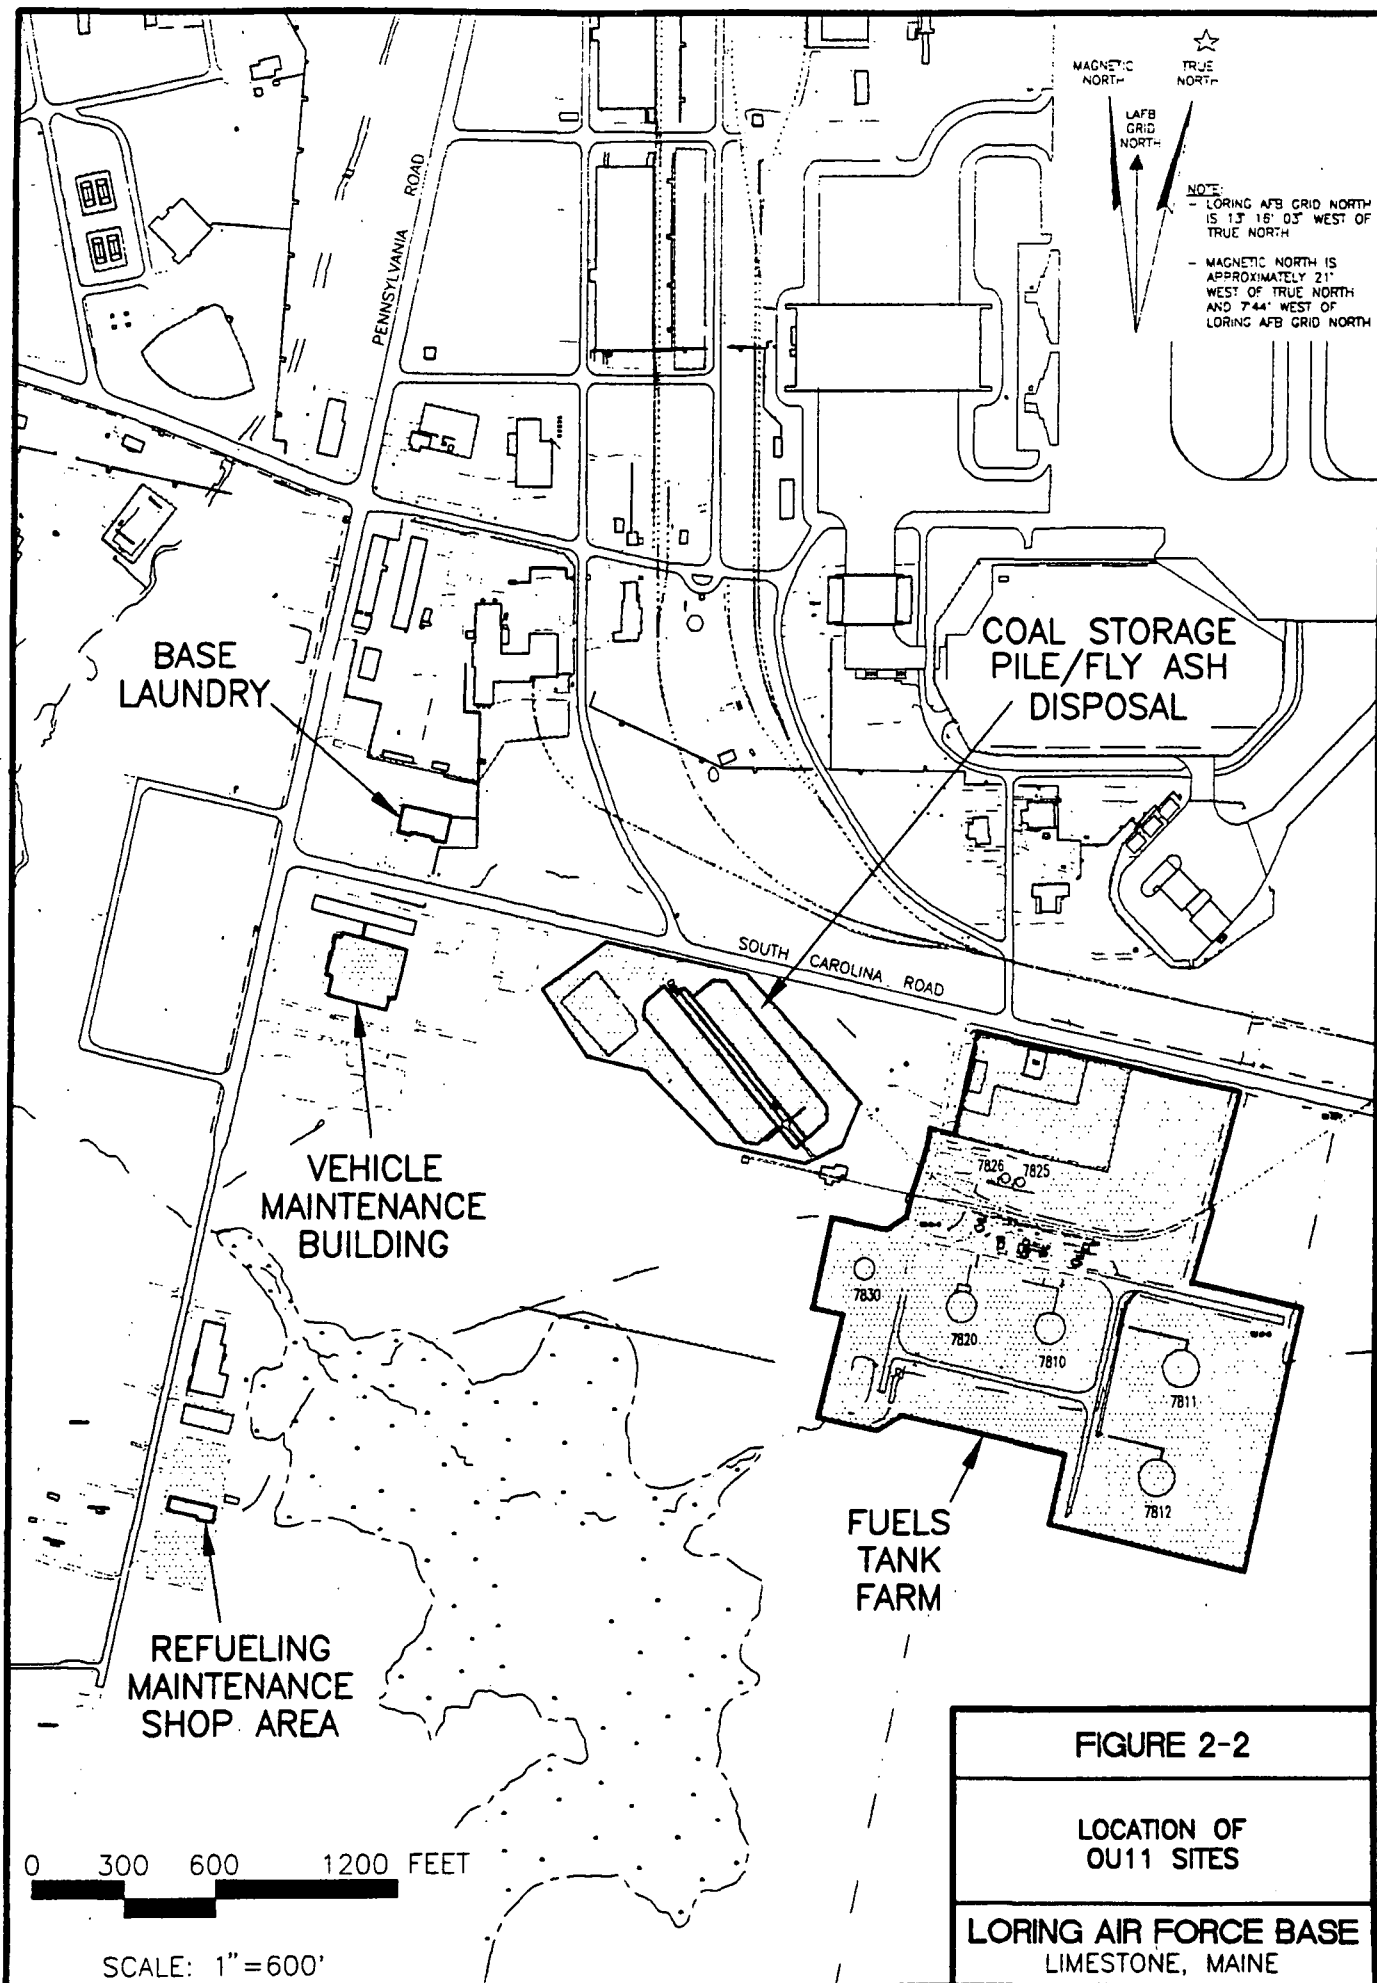 MAGNETIC
NORTH
TRUE
NORTH
LAFB
GRID
NORTH
NOTE:
- LORING AFB GRID NORTH
IS 13° 16' 03" WEST OF
TRUE NORTH
- MAGNETIC NORTH IS
APPROXIMATELY 21°
WEST OF TRUE NORTH
AND 7°44' WEST OF
LORING AFB GRID NORTH
PENNSYLVANIA ROAD
BASE
LAUNDRY
COAL STORAGE
PILE/FLY ASH
DISPOSAL
SOUTH CAROLINA ROAD
VEHICLE
MAINTENANCE
BUILDING
7826
7825
7830
7820
7810
7811
7812
FUELS
TANK
FARM
REFUELING
MAINTENANCE
SHOP AREA
0 300 600 1200 FEET
SCALE: 1"=600'
FIGURE 2-2
LOCATION OF
OU11 SITES
LORING AIR FORCE BASE
LIMESTONE, MAINE